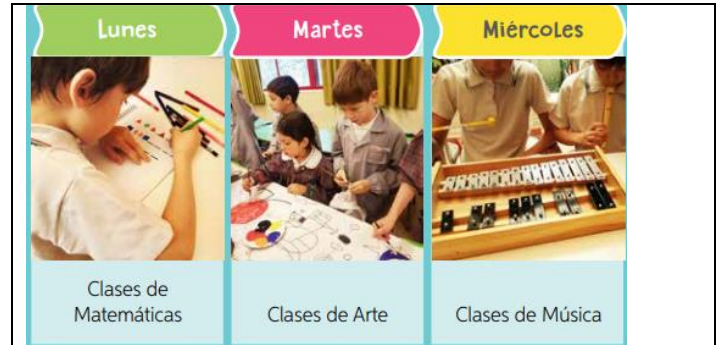 Lunes
Martes
Miércoles
Clases de
Matemáticas
Clases de Arte
Clases de Música